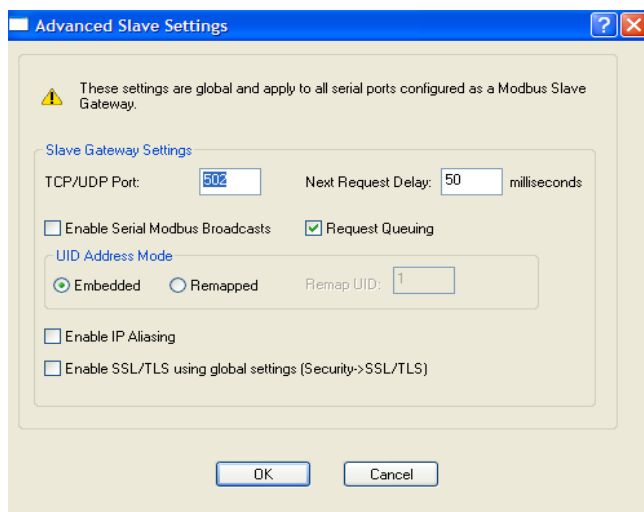 Advanced Slave Settings
These settings are global and apply to all serial ports configured as a Modbus Slave
Gateway.
Slave Gateway Settings
TCP/UDP Port: 502 Next Request Delay: 50 milliseconds
Enable Serial Modbus Broadcasts Request Queuing
UID Address Mode
Embedded Remapped Remap UID: 1
Enable IP Aliasing
Enable SSL/TLS using global settings (Security->SSL/TLS)
OK Cancel